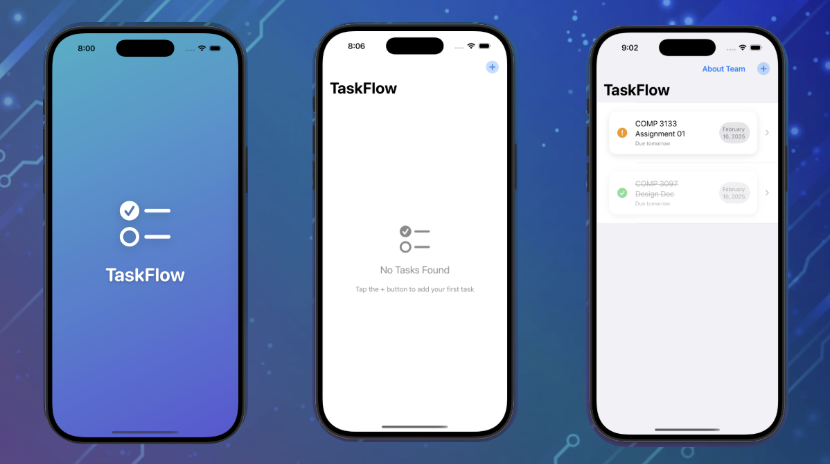 8:00
TaskFlow
8:06
TaskFlow
No Tasks Found
Tap the + button to add your first task
9:02
About Team
TaskFlow
COMP 3133
Assignment 01
Due tomorrow
February
16, 2025
COMP 3097
Design Doc
Due tomorrow
February
16, 2025